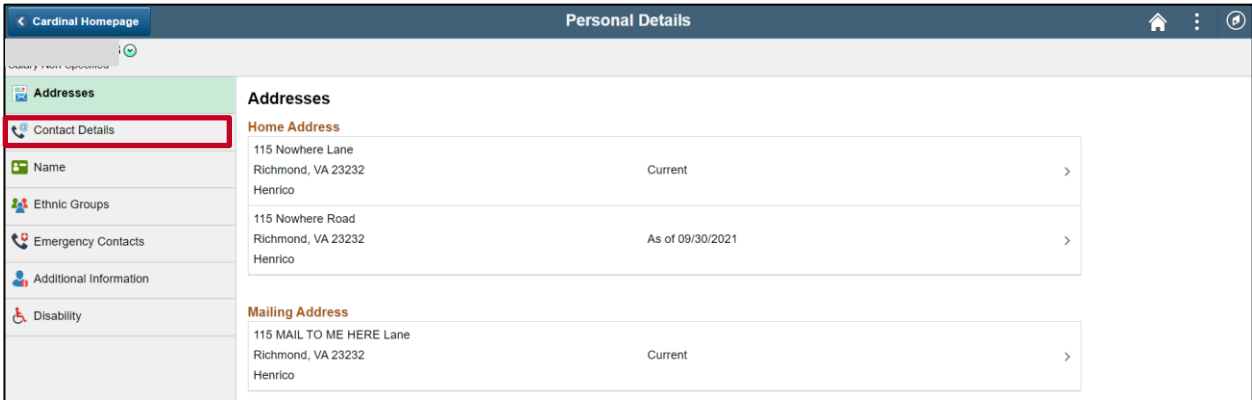 Cardinal Homepage
Personal Details
Addresses
Contact Details
Name
Ethnic Groups
Emergency Contacts
Additional Information
Disability
Addresses
Home Address
115 Nowhere Lane
Richmond, VA 23232 Current
Henrico
115 Nowhere Road
Richmond, VA 23232 As of 09/30/2021
Henrico
Mailing Address
115 MAIL TO ME HERE Lane
Richmond, VA 23232 Current
Henrico